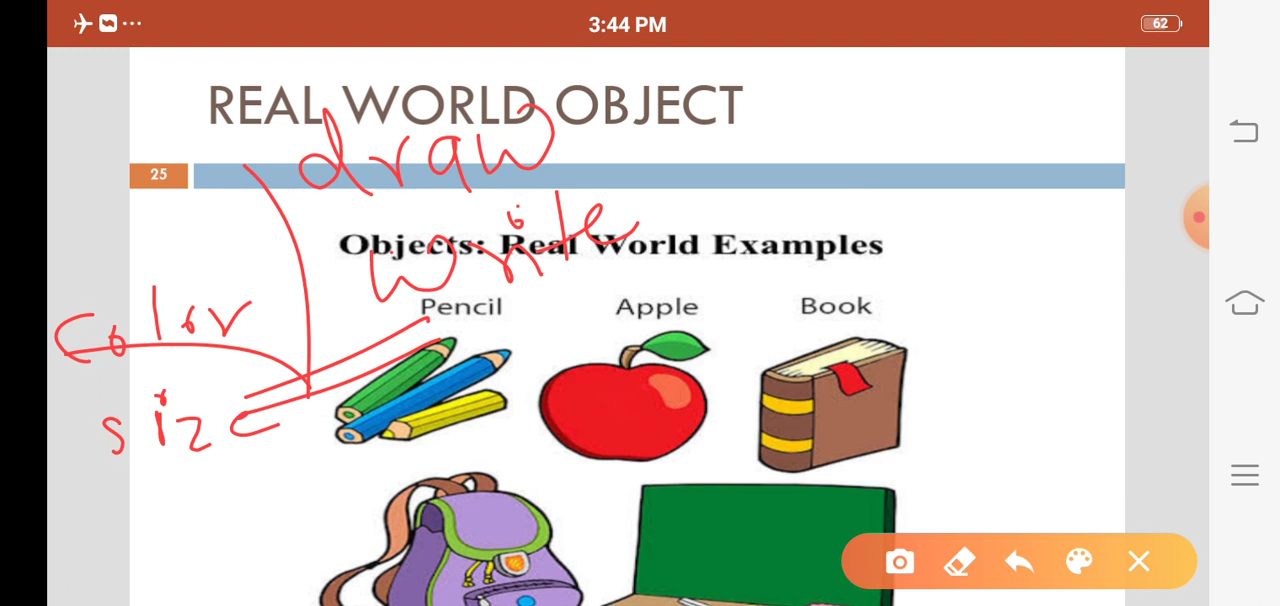 3:44 PM
62
REAL WORLD OBJECT
draw
25
write
Objects: Real World Examples
color
Pencil Apple Book
size